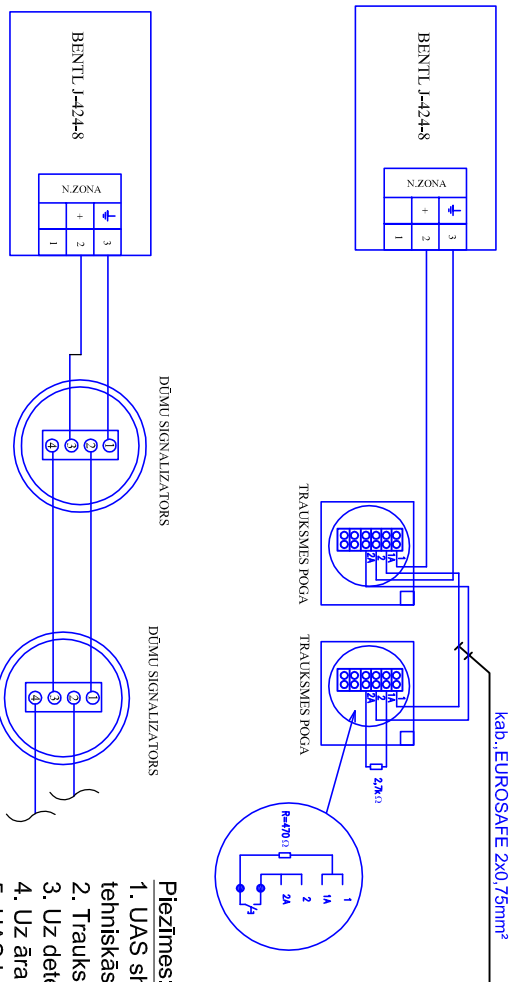 BENTL J-424-8
N.ZONA
+
3
2
1
TRAUKSMES POGA
1
1A
2
2A
TRAUKSMES POGA
1
1A
2
2A
2,7kΩ
kab.,EUROSAFE 2x0,75mm²
R=470Ω
1
1A
2
2A
BENTL J-424-8
N.ZONA
+
3
2
1
DŪMU SIGNALIZATORS
1
2
3
4
DŪMU SIGNALIZATORS
1
2
3
4
Piezīmes:
1. UAS sh
tehniskās
2. Trauks
3. Uz dete
4. Uz āra